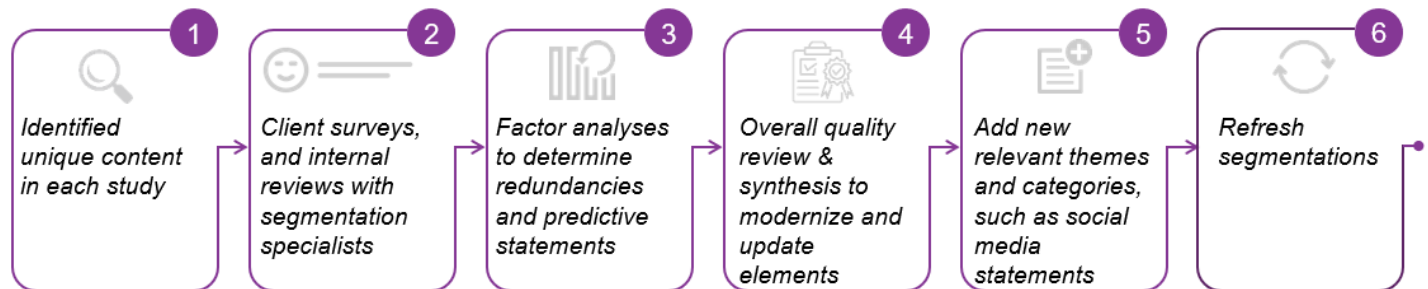 1
Identified
unique content
in each study
2
Client surveys,
and internal
reviews with
segmentation
specialists
3
Factor analyses
to determine
redundancies
and predictive
statements
4
Overall quality
review &
synthesis to
modernize and
update
elements
5
Add new
relevant themes
and categories,
such as social
media
statements
6
Refresh
segmentations